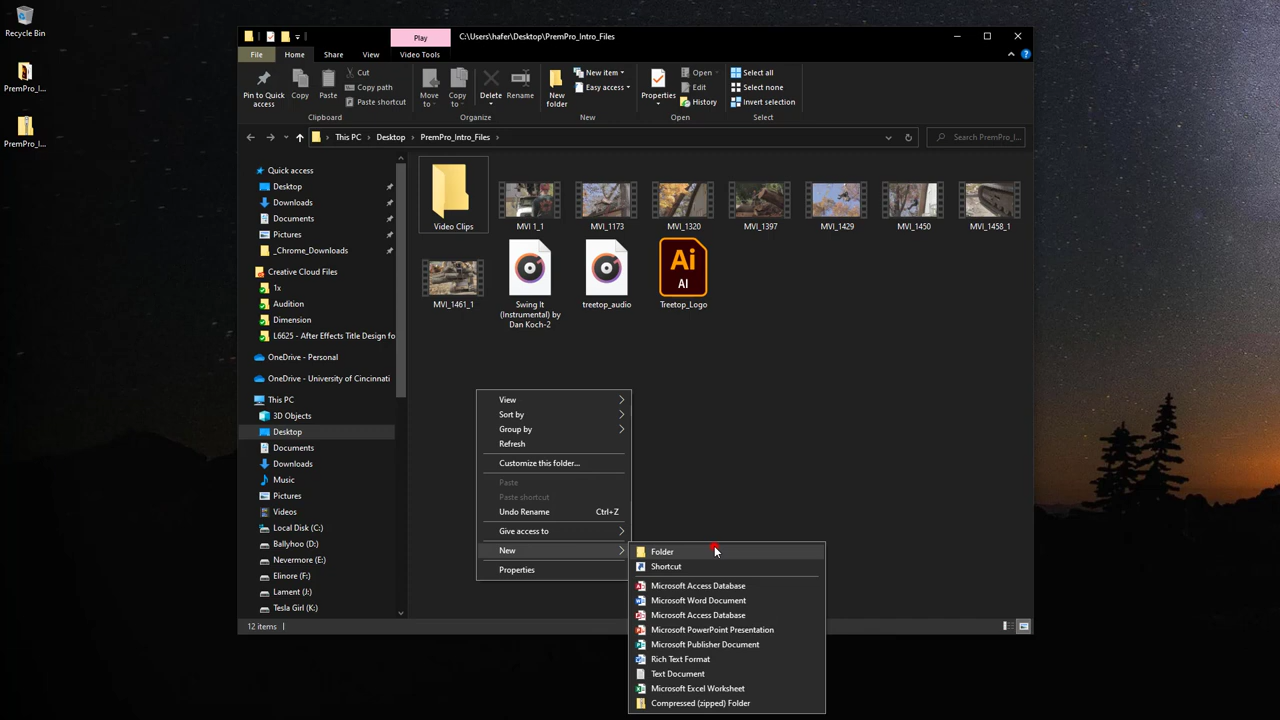 Recycle Bin
PremPro_I...
PremPro_I...
Play
C:\Users\hafer\Desktop\PremPro_Intro_Files
File
Home
Share
View
Video Tools
Pin to Quick access
Copy
Paste
Cut
Copy path
Paste shortcut
Clipboard
Move to
Copy to
Delete
Rename
Organize
New folder
New item
Easy access
New
Properties
Open
Edit
History
Open
Select all
Select none
Invert selection
Select
This PC
Desktop
PremPro_Intro_Files
Search PremPro_I...
Quick access
Desktop
Downloads
Documents
Pictures
_Chrome_Downloads
Creative Cloud Files
1x
Audition
Dimension
L6625 - After Effects Title Design fo
OneDrive - Personal
OneDrive - University of Cincinnati
This PC
3D Objects
Desktop
Documents
Downloads
Music
Pictures
Videos
Local Disk (C:)
Ballyhoo (D:)
Nevermore (E:)
Elinore (F:)
Lament (J:)
Tesla Girl (K:)
Video Clips
MVI 1_1
MVI_1173
MVI_1320
MVI_1397
MVI_1429
MVI_1450
MVI_1458_1
MVI_1461_1
Swing It
(Instrumental) by
Dan Koch-2
treetop_audio
Ai
AI
Treetop_Logo
View
Sort by
Group by
Refresh
Customize this folder...
Paste
Paste shortcut
Undo Rename Ctrl+Z
Give access to
New
Properties
Folder
Shortcut
Microsoft Access Database
Microsoft Word Document
Microsoft Access Database
Microsoft PowerPoint Presentation
Microsoft Publisher Document
Rich Text Format
Text Document
Microsoft Excel Worksheet
Compressed (zipped) Folder
12 items